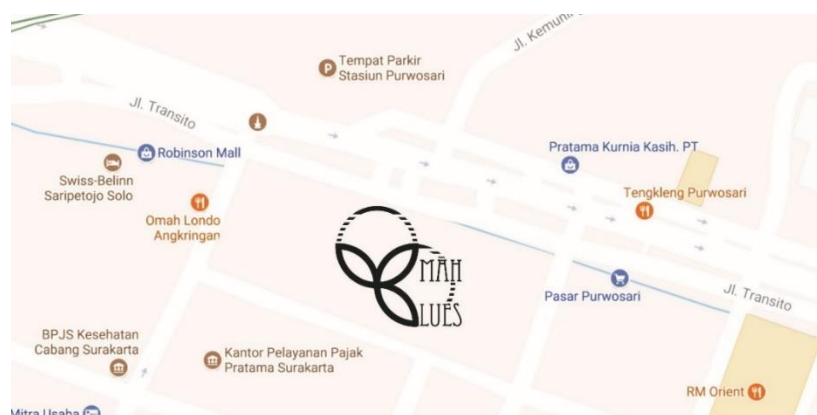 Jl. Kemuni
Tempat Parkir
Stasiun Purwosari
Jl. Transito
Robinson Mall
Pratama Kurnia Kasih. PT
Swiss-Belinn
Saripetojo Solo
Tengkleng Purwosari
Omah Londo
Angkringan
MĀH
LUES
Pasar Purwosari
Jl. Transito
BPJS Kesehatan
Cabang Surakarta
Kantor Pelayanan Pajak
Pratama Surakarta
RM Orient
Mitra Usaha